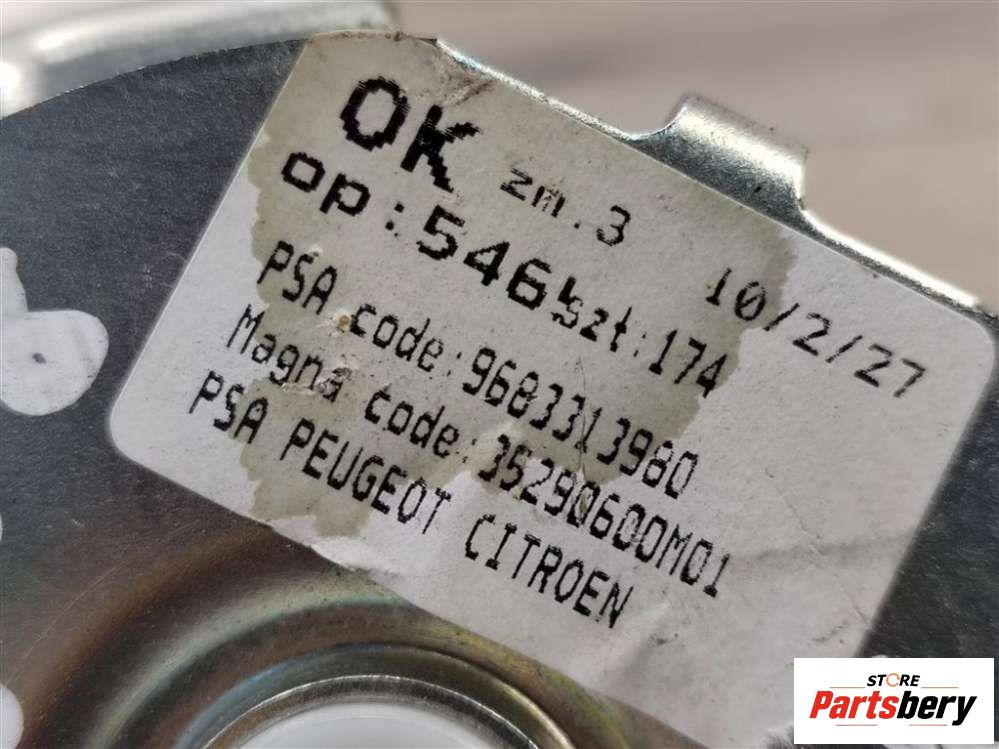 OK zm.3 10/2/27
op:5461 szt:174
PSA code:9683313980
Magna code:35290600M01
PSA PEUGEOT CITROEN
STORE
Partsbery